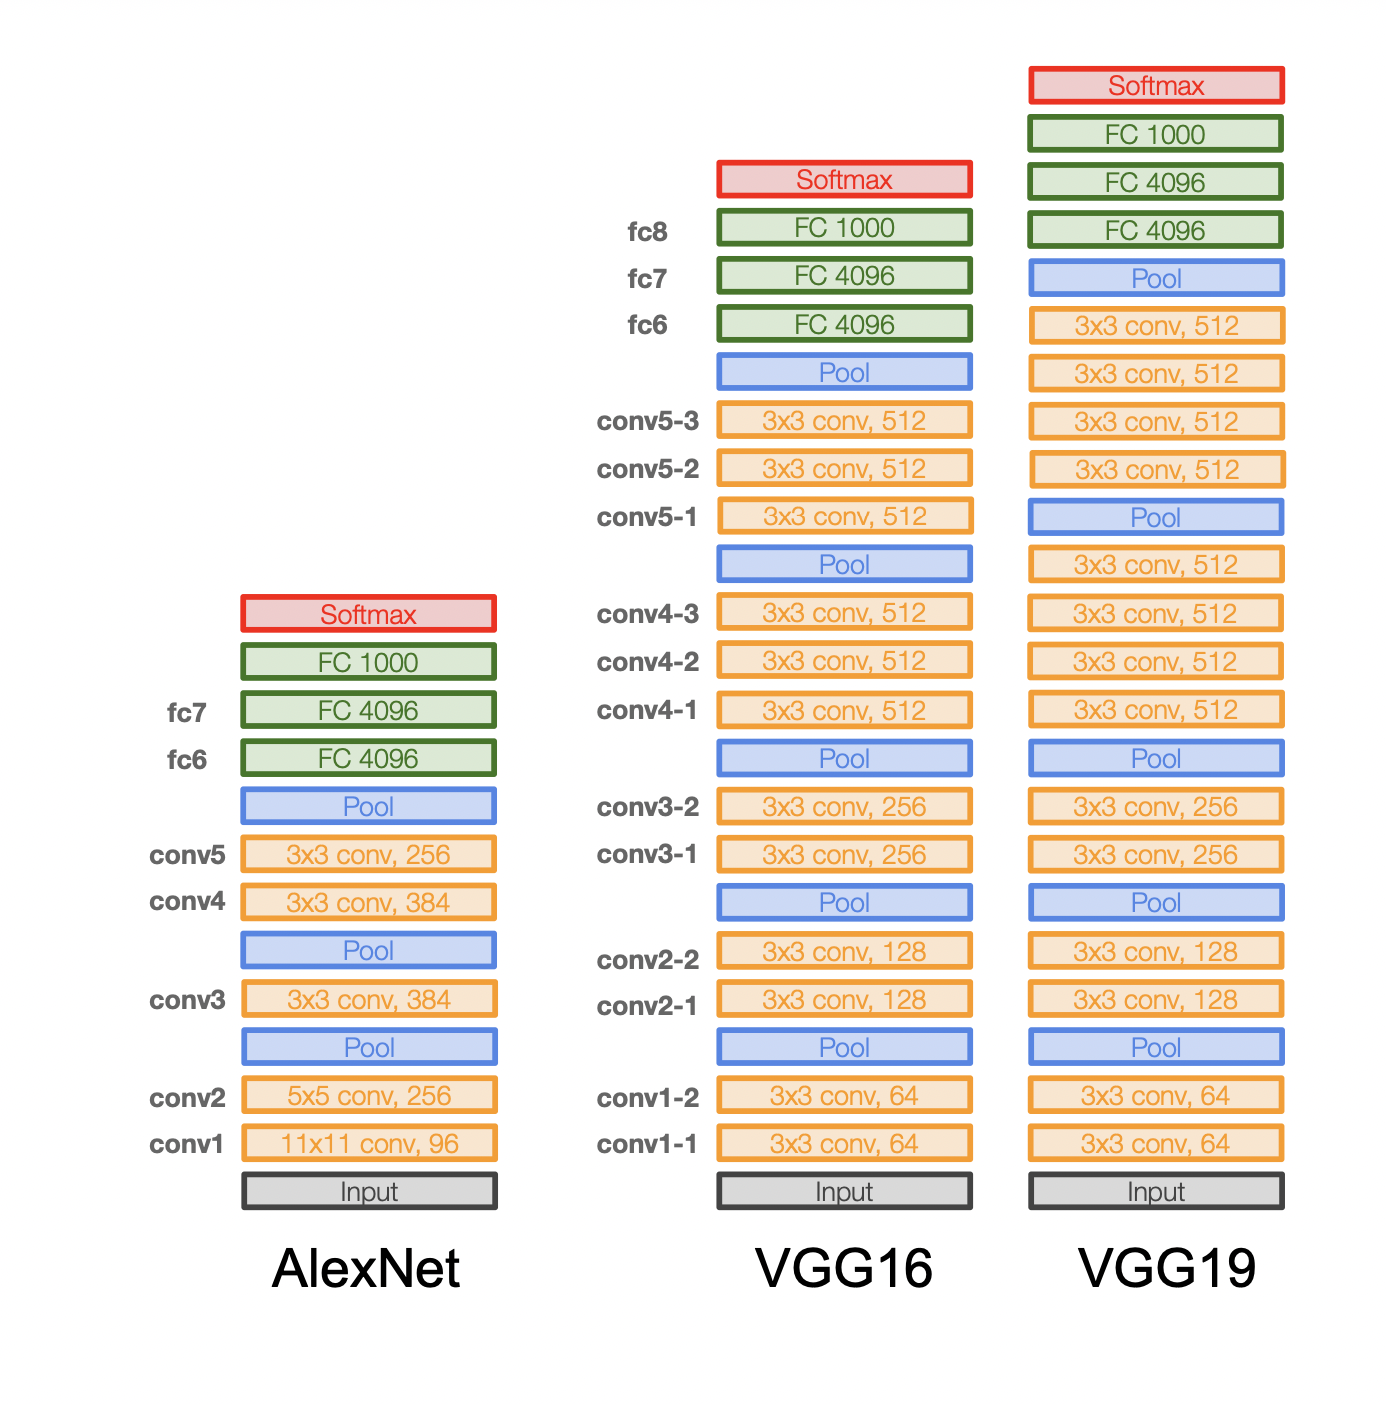 Softmax
FC 1000
fc7 FC 4096
fc6 FC 4096
Pool
conv5 3x3 conv, 256
conv4 3x3 conv, 384
Pool
conv3 3x3 conv, 384
Pool
conv2 5x5 conv, 256
conv1 11x11 conv, 96
Input
AlexNet
Softmax
fc8 FC 1000
fc7 FC 4096
fc6 FC 4096
Pool
conv5-3 3x3 conv, 512
conv5-2 3x3 conv, 512
conv5-1 3x3 conv, 512
Pool
conv4-3 3x3 conv, 512
conv4-2 3x3 conv, 512
conv4-1 3x3 conv, 512
Pool
conv3-2 3x3 conv, 256
conv3-1 3x3 conv, 256
Pool
conv2-2 3x3 conv, 128
conv2-1 3x3 conv, 128
Pool
conv1-2 3x3 conv, 64
conv1-1 3x3 conv, 64
Input
VGG16
Softmax
FC 1000
FC 4096
FC 4096
Pool
3x3 conv, 512
3x3 conv, 512
3x3 conv, 512
3x3 conv, 512
Pool
3x3 conv, 512
3x3 conv, 512
3x3 conv, 512
3x3 conv, 512
Pool
3x3 conv, 256
3x3 conv, 256
Pool
3x3 conv, 128
3x3 conv, 128
Pool
3x3 conv, 64
3x3 conv, 64
Input
VGG19